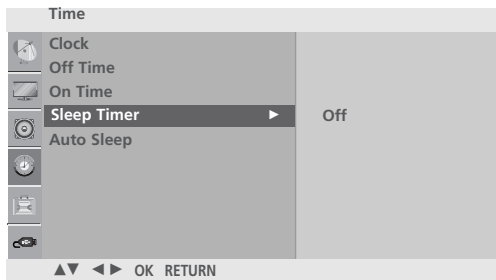 Time
Clock
Off Time
On Time
Sleep Timer ► Off
Auto Sleep
▲▼ ◄► OK RETURN